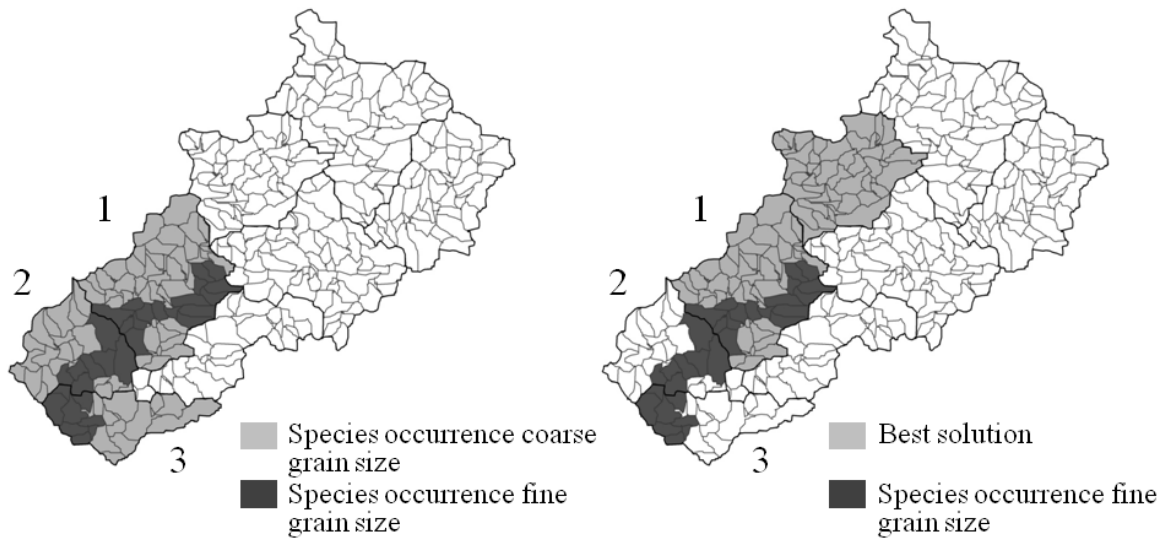 1
2
3
Species occurrence coarse
grain size
Species occurrence fine
grain size
1
2
3
Best solution
Species occurrence fine
grain size